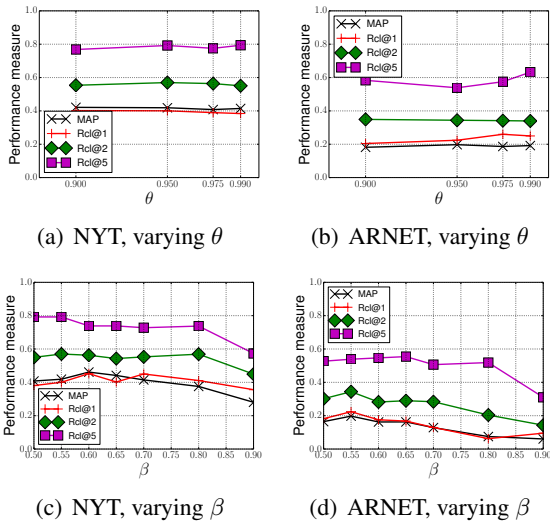 1.0
0.8
0.6
0.4
0.2
0.0
Performance measure
MAP
Rcl@1
Rcl@2
Rcl@5
0.900 0.950 0.975 0.990
θ
(a) NYT, varying θ
1.0
0.8
0.6
0.4
0.2
0.0
Performance measure
MAP
Rcl@1
Rcl@2
Rcl@5
0.900 0.950 0.975 0.990
θ
(b) ARNET, varying θ
1.0
0.8
0.6
0.4
0.2
0.0
Performance measure
MAP
Rcl@1
Rcl@2
Rcl@5
0.50 0.55 0.60 0.65 0.70 0.75 0.80 0.85 0.90
β
(c) NYT, varying β
1.0
0.8
0.6
0.4
0.2
0.0
Performance measure
MAP
Rcl@1
Rcl@2
Rcl@5
0.50 0.55 0.60 0.65 0.70 0.75 0.80 0.85 0.90
β
(d) ARNET, varying β